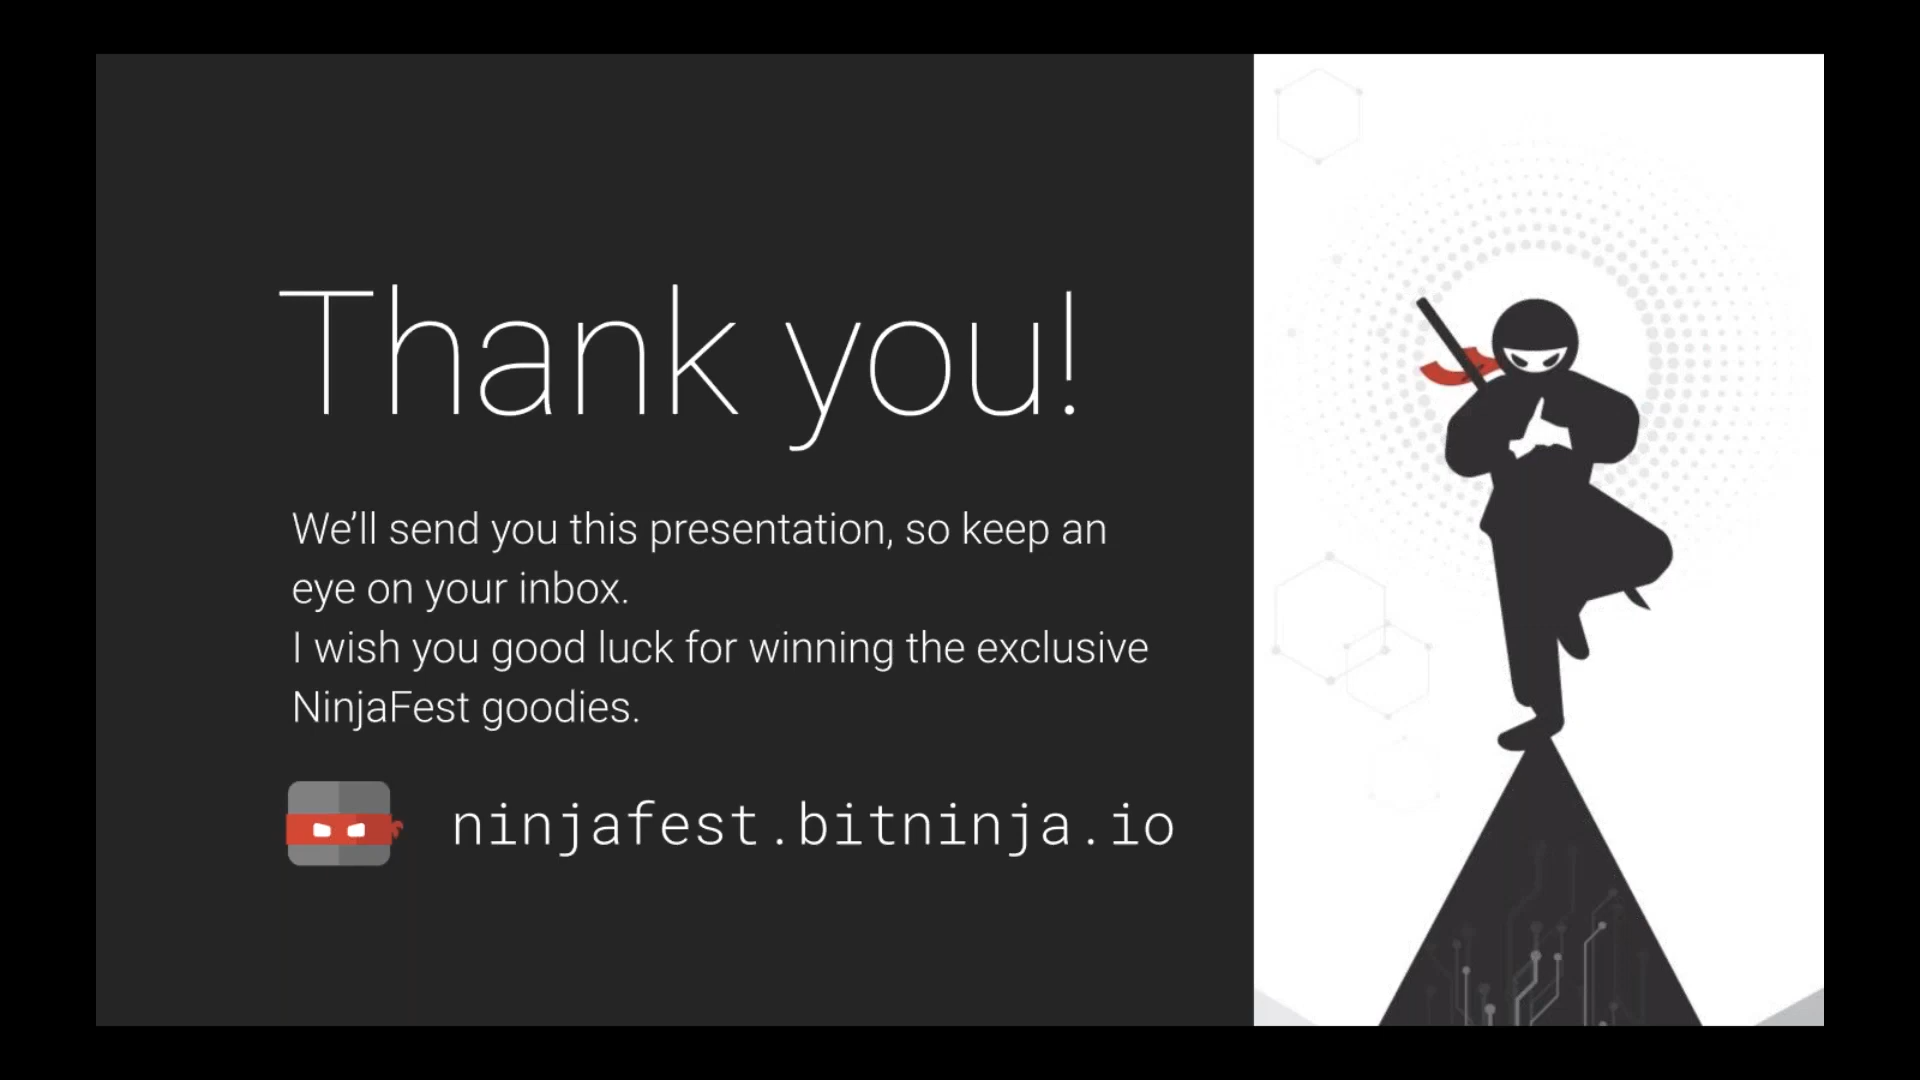 Thank you!
We’ll send you this presentation, so keep an
eye on your inbox.
I wish you good luck for winning the exclusive
NinjaFest goodies.
ninjafest.bitninja.io